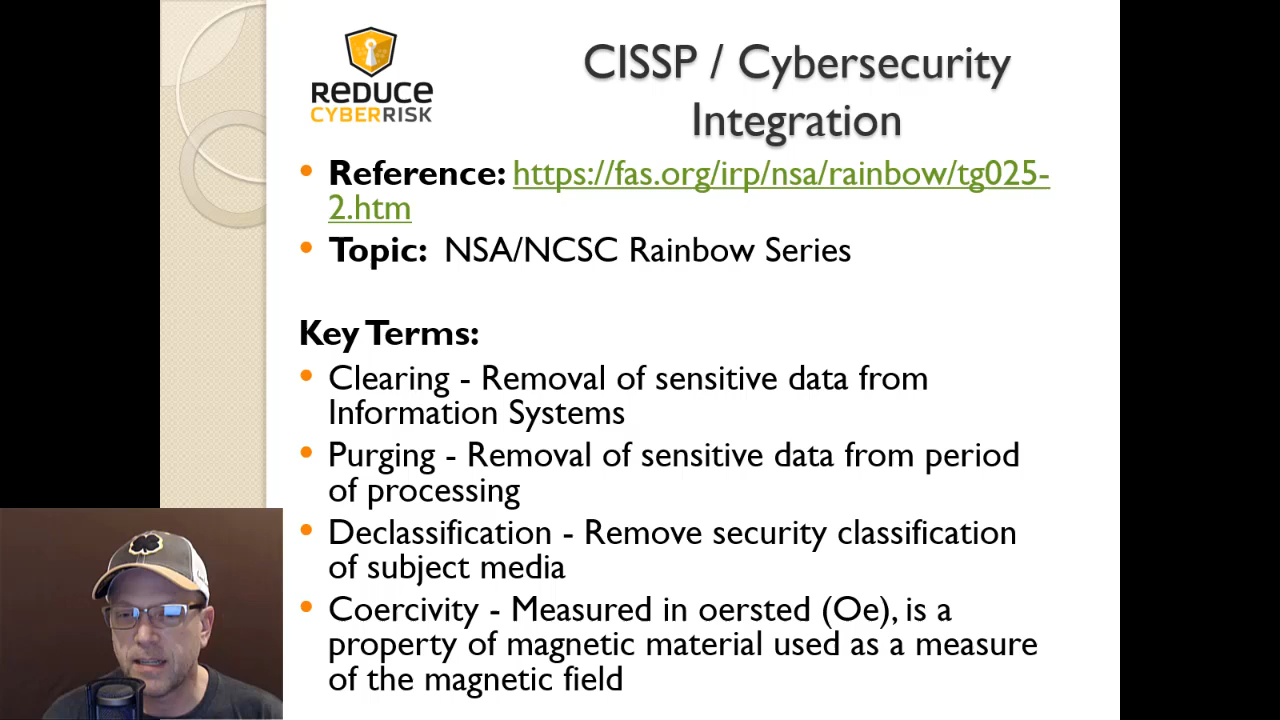 REDUCE
CYBERRISK
CISSP / Cybersecurity
Integration
• Reference: https://fas.org/irp/nsa/rainbow/tg025-
2.htm
• Topic: NSA/NCSC Rainbow Series
Key Terms:
• Clearing - Removal of sensitive data from
Information Systems
• Purging - Removal of sensitive data from period
of processing
• Declassification - Remove security classification
of subject media
• Coercivity - Measured in oersted (Oe), is a
property of magnetic material used as a measure
of the magnetic field